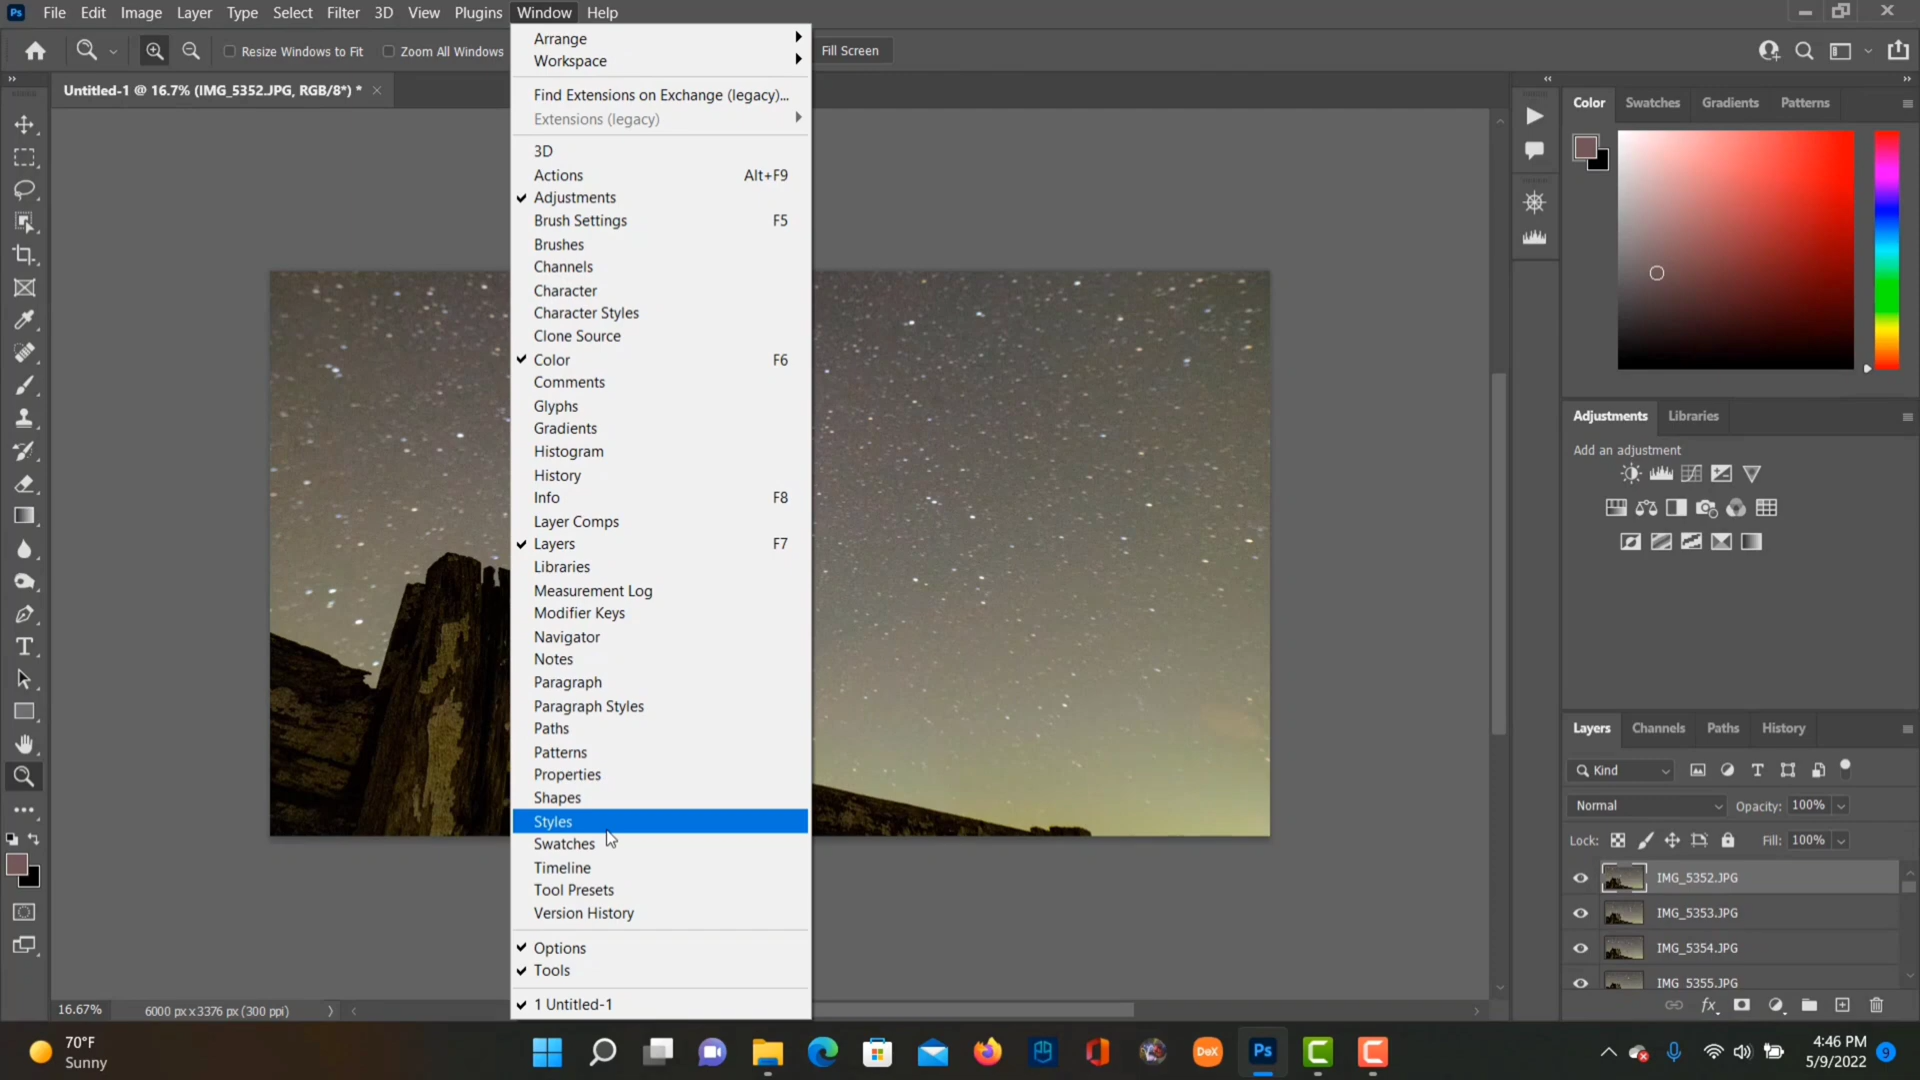 Ps File Edit Image Layer Type Select Filter 3D View Plugins Window Help
Resize Windows to Fit Zoom All Windows Fill Screen
Untitled-1 @ 16.7% (IMG_5352.JPG, RGB/8*) *
Arrange
Workspace
Find Extensions on Exchange (legacy)...
Extensions (legacy)
3D
Actions Alt+F9
Adjustments
Brush Settings F5
Brushes
Channels
Character
Character Styles
Clone Source
Color F6
Comments
Glyphs
Gradients
Histogram
History
Info F8
Layer Comps
Layers F7
Libraries
Measurement Log
Modifier Keys
Navigator
Notes
Paragraph
Paragraph Styles
Paths
Patterns
Properties
Shapes
Styles
Swatches
Timeline
Tool Presets
Version History
Options
Tools
1 Untitled-1
Color Swatches Gradients Patterns
Adjustments Libraries
Add an adjustment
Layers Channels Paths History
Kind
Normal Opacity: 100%
Lock: Fill: 100%
IMG_5352.JPG
IMG_5353.JPG
IMG_5354.JPG
IMG_5355.JPG
fx
16.67% 6000 px x 3376 px (300 ppi)
70°F
Sunny
DeX
Ps
4:46 PM
5/9/2022
9